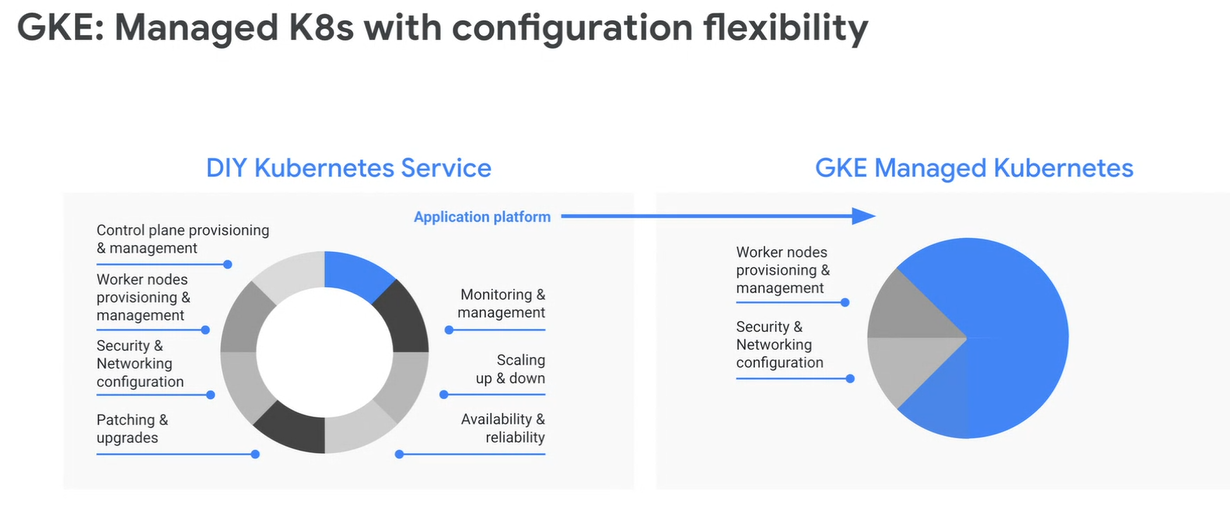 GKE: Managed K8s with configuration flexibility
DIY Kubernetes Service
Application platform
Control plane provisioning
& management
Worker nodes
provisioning &
management
Security &
Networking
configuration
Patching &
upgrades
Monitoring &
management
Scaling
up & down
Availability &
reliability
GKE Managed Kubernetes
Worker nodes
provisioning &
management
Security &
Networking
configuration